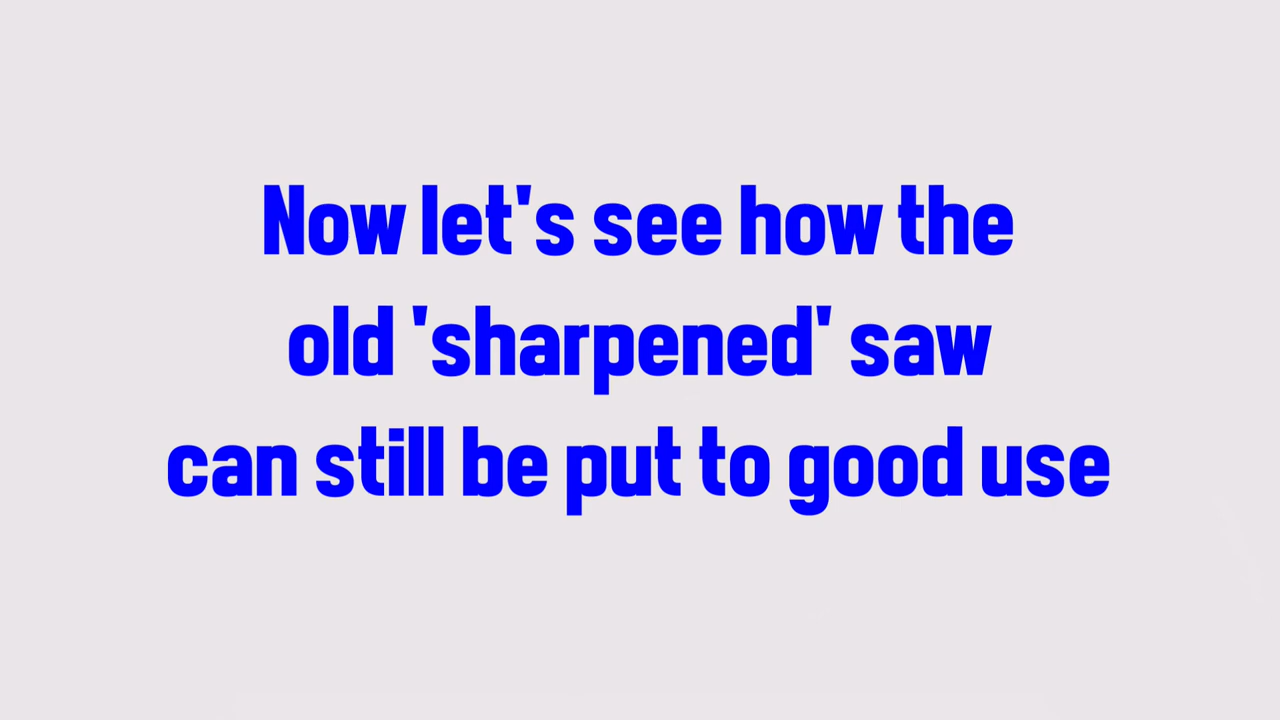 Now let's see how the
old 'sharpened' saw
can still be put to good use